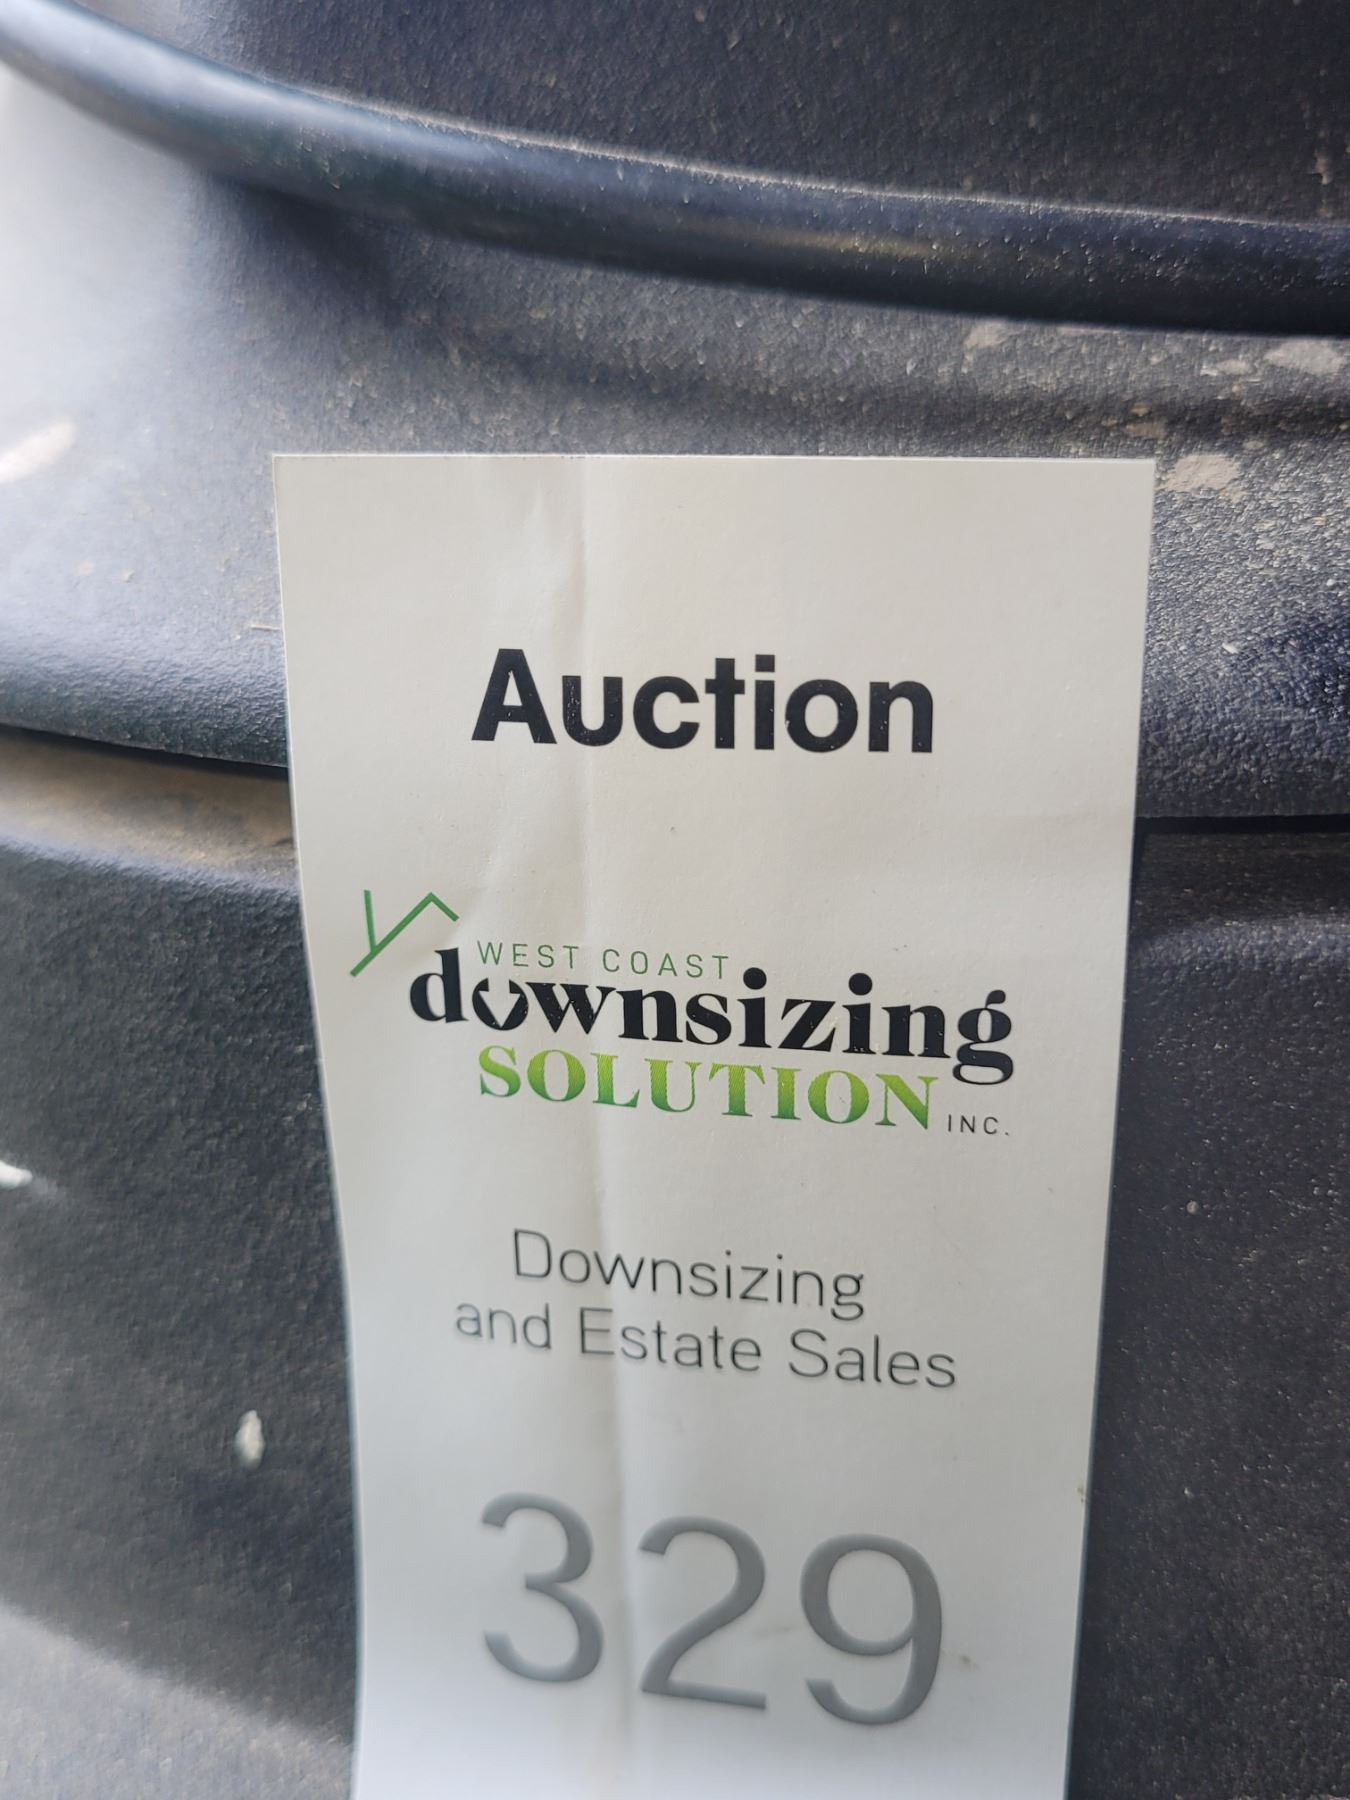 Auction
WEST COAST
downsizing
SOLUTION INC.
Downsizing
and Estate Sales
329